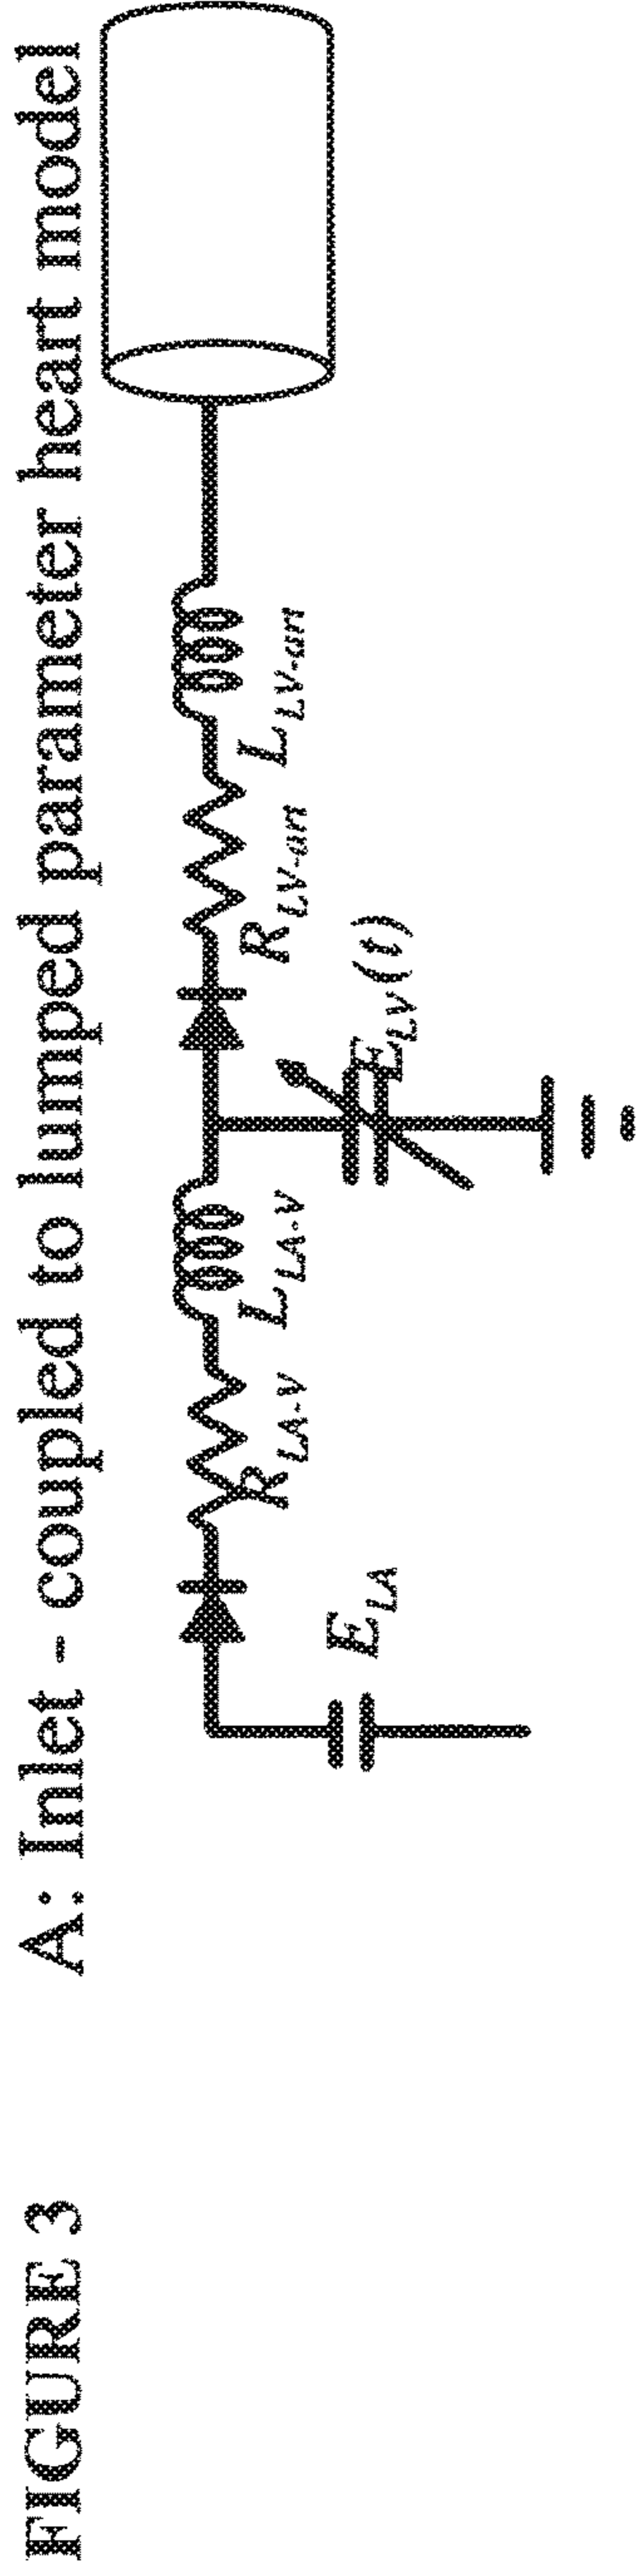 FIGURE 3
A: Inlet - coupled to lumped parameter heart model
E_LA
R_LA-V
L_LA-V
E_LV(t)
R_LV-art
L_LV-art